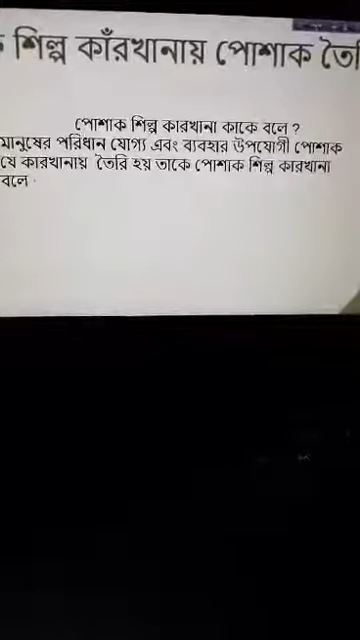 শিল্প কাঁরখানায় পোশাক তৈরি
পোশাক শিল্প কারখানা কাকে বলে ?
মানুষের পরিধান যোগ্য এবং ব্যবহার উপযোগী পোশাক
যে কারখানায় তৈরি হয় তাকে পোশাক শিল্প কারখানা
বলে